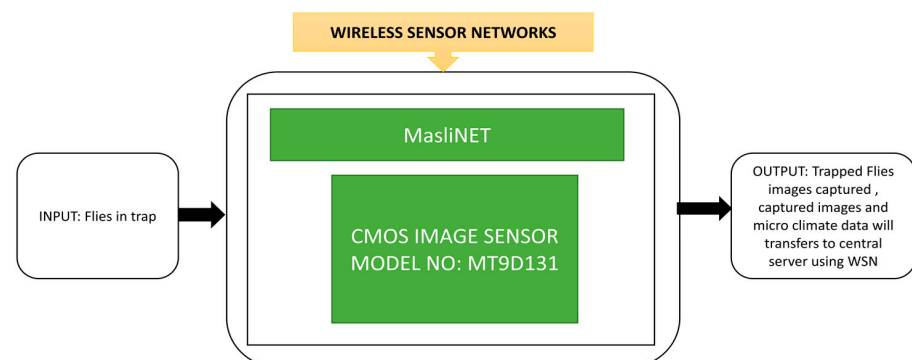 WIRELESS SENSOR NETWORKS
MasliNET
INPUT: Flies in trap
CMOS IMAGE SENSOR
MODEL NO: MT9D131
OUTPUT: Trapped Flies
images captured ,
captured images and
micro climate data will
transfers to central
server using WSN